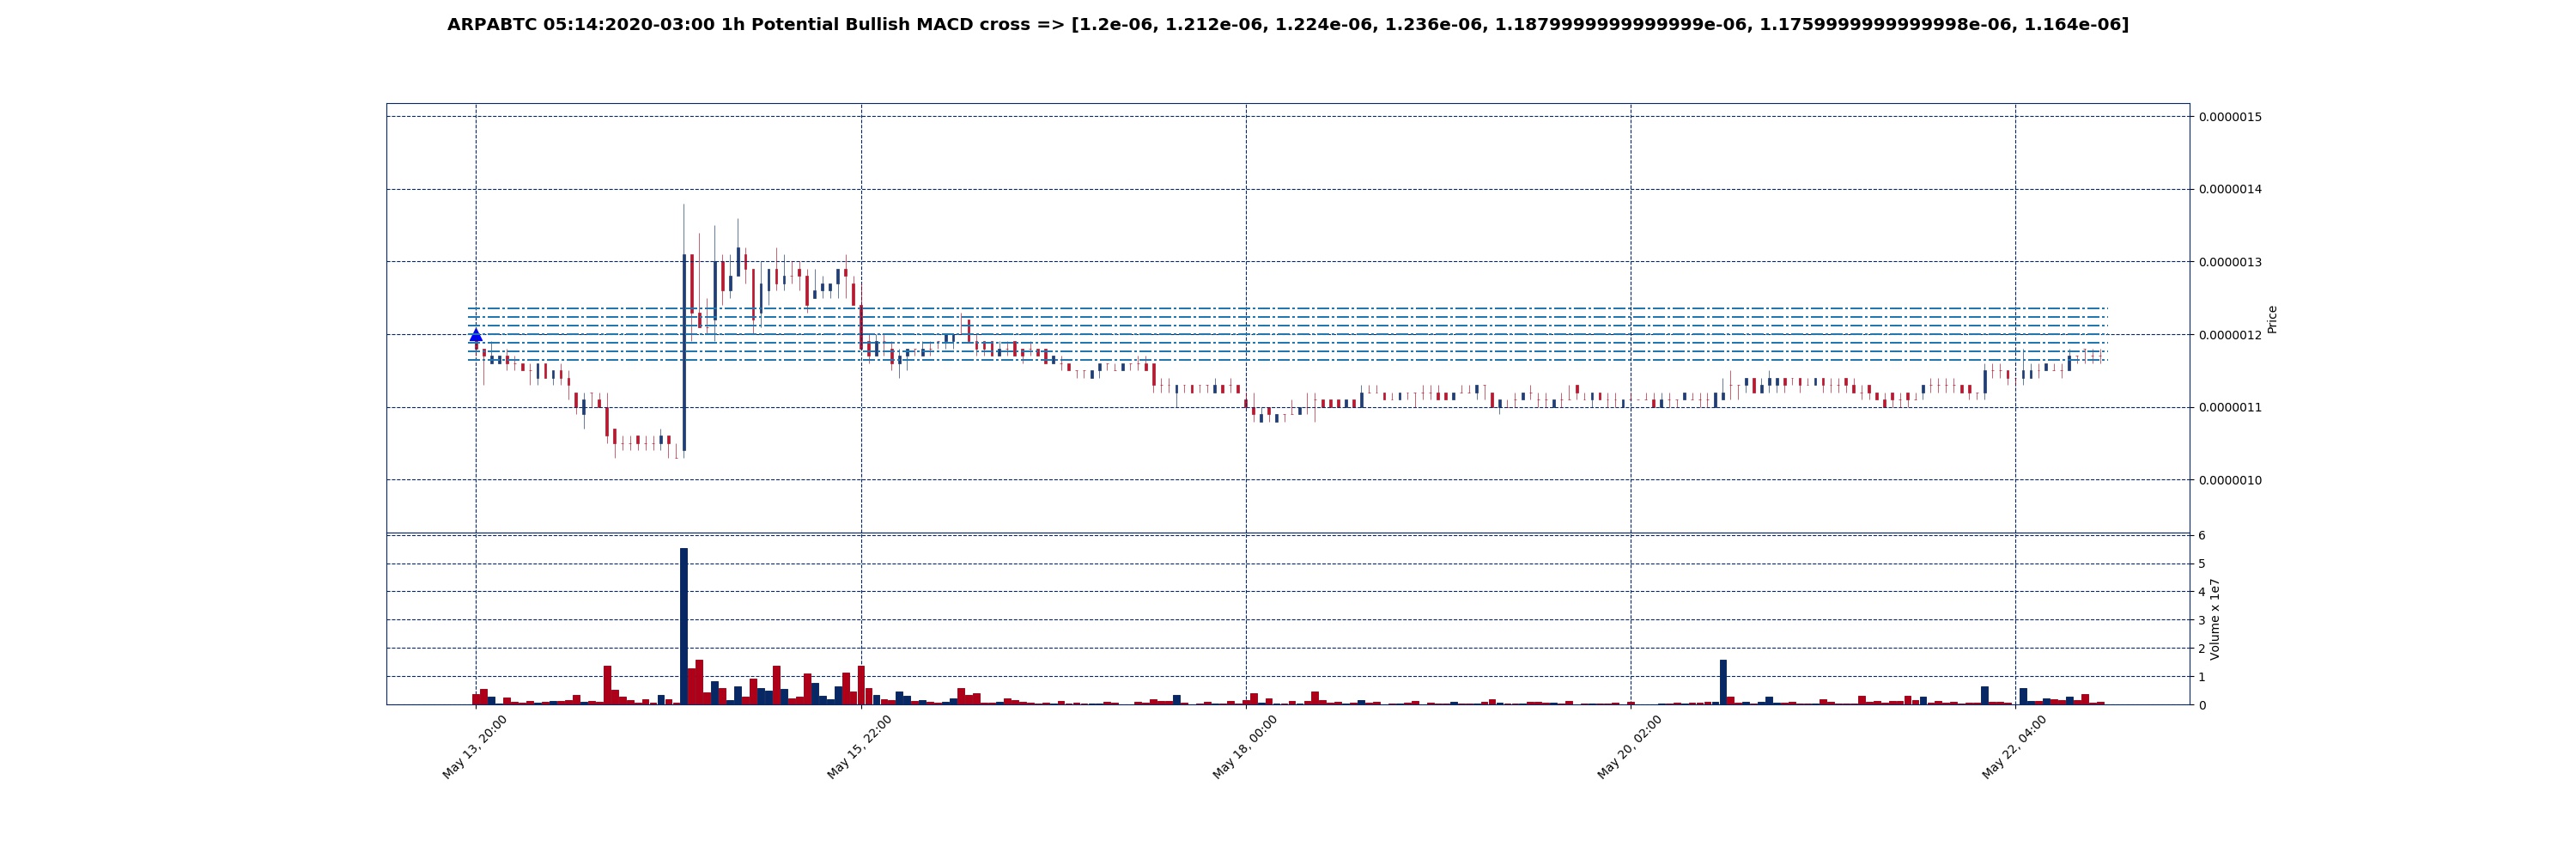 ARPABTC 05:14:2020-03:00 1h Potential Bullish MACD cross => [1.2e-06, 1.212e-06, 1.224e-06, 1.236e-06, 1.1879999999999999e-06, 1.1759999999999998e-06, 1.164e-06]
0.0000015
0.0000014
0.0000013
0.0000012
0.0000011
0.0000010
Price
6
5
4
3
2
1
0
Volume x 1e7
May 13, 20:00
May 15, 22:00
May 18, 00:00
May 20, 02:00
May 22, 04:00